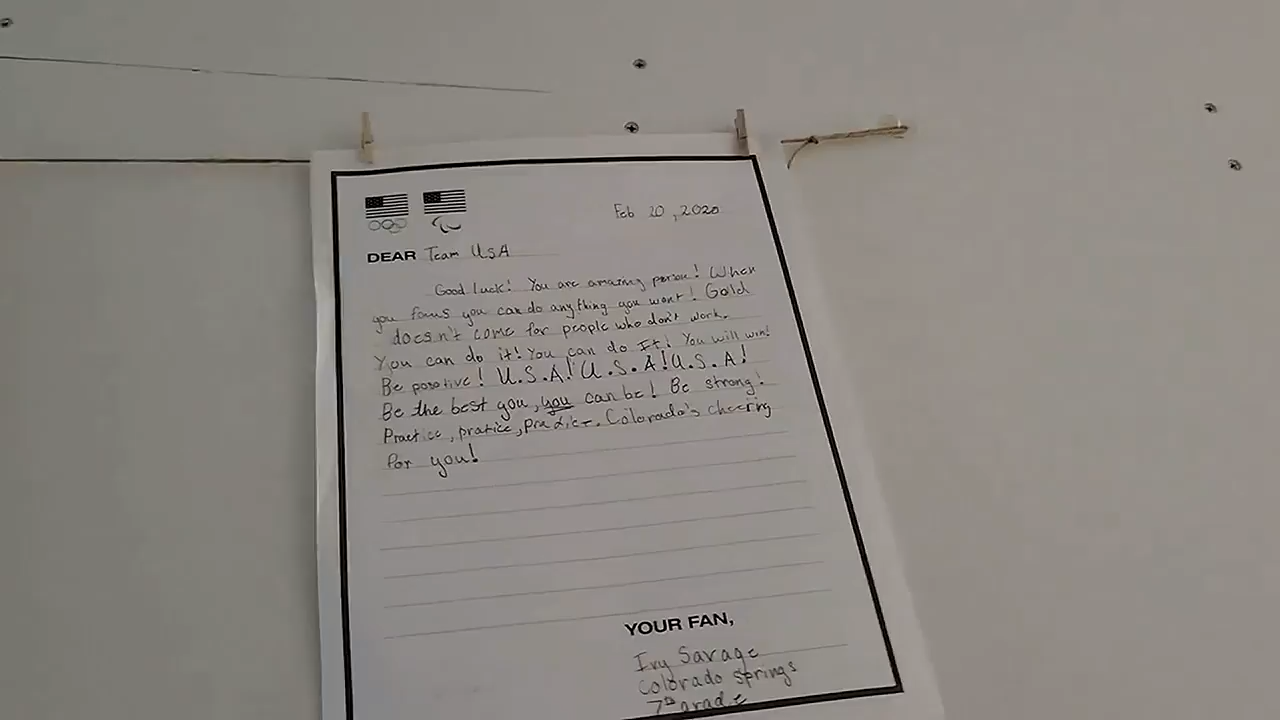 Feb 20, 2020
DEAR Team USA
Good luck! You are amazing person! When
you focus you can do anything you want! Gold
doesn't come for people who don't work.
You can do it! You can do It! You will win!
Be positive! U.S.A! U.S.A! U.S.A!
Be the best you, you can be! Be strong!
Practice, pratice, practice. Colorado's cheering
for you!
YOUR FAN,
Ivy Savage
Colorado springs
7th grade